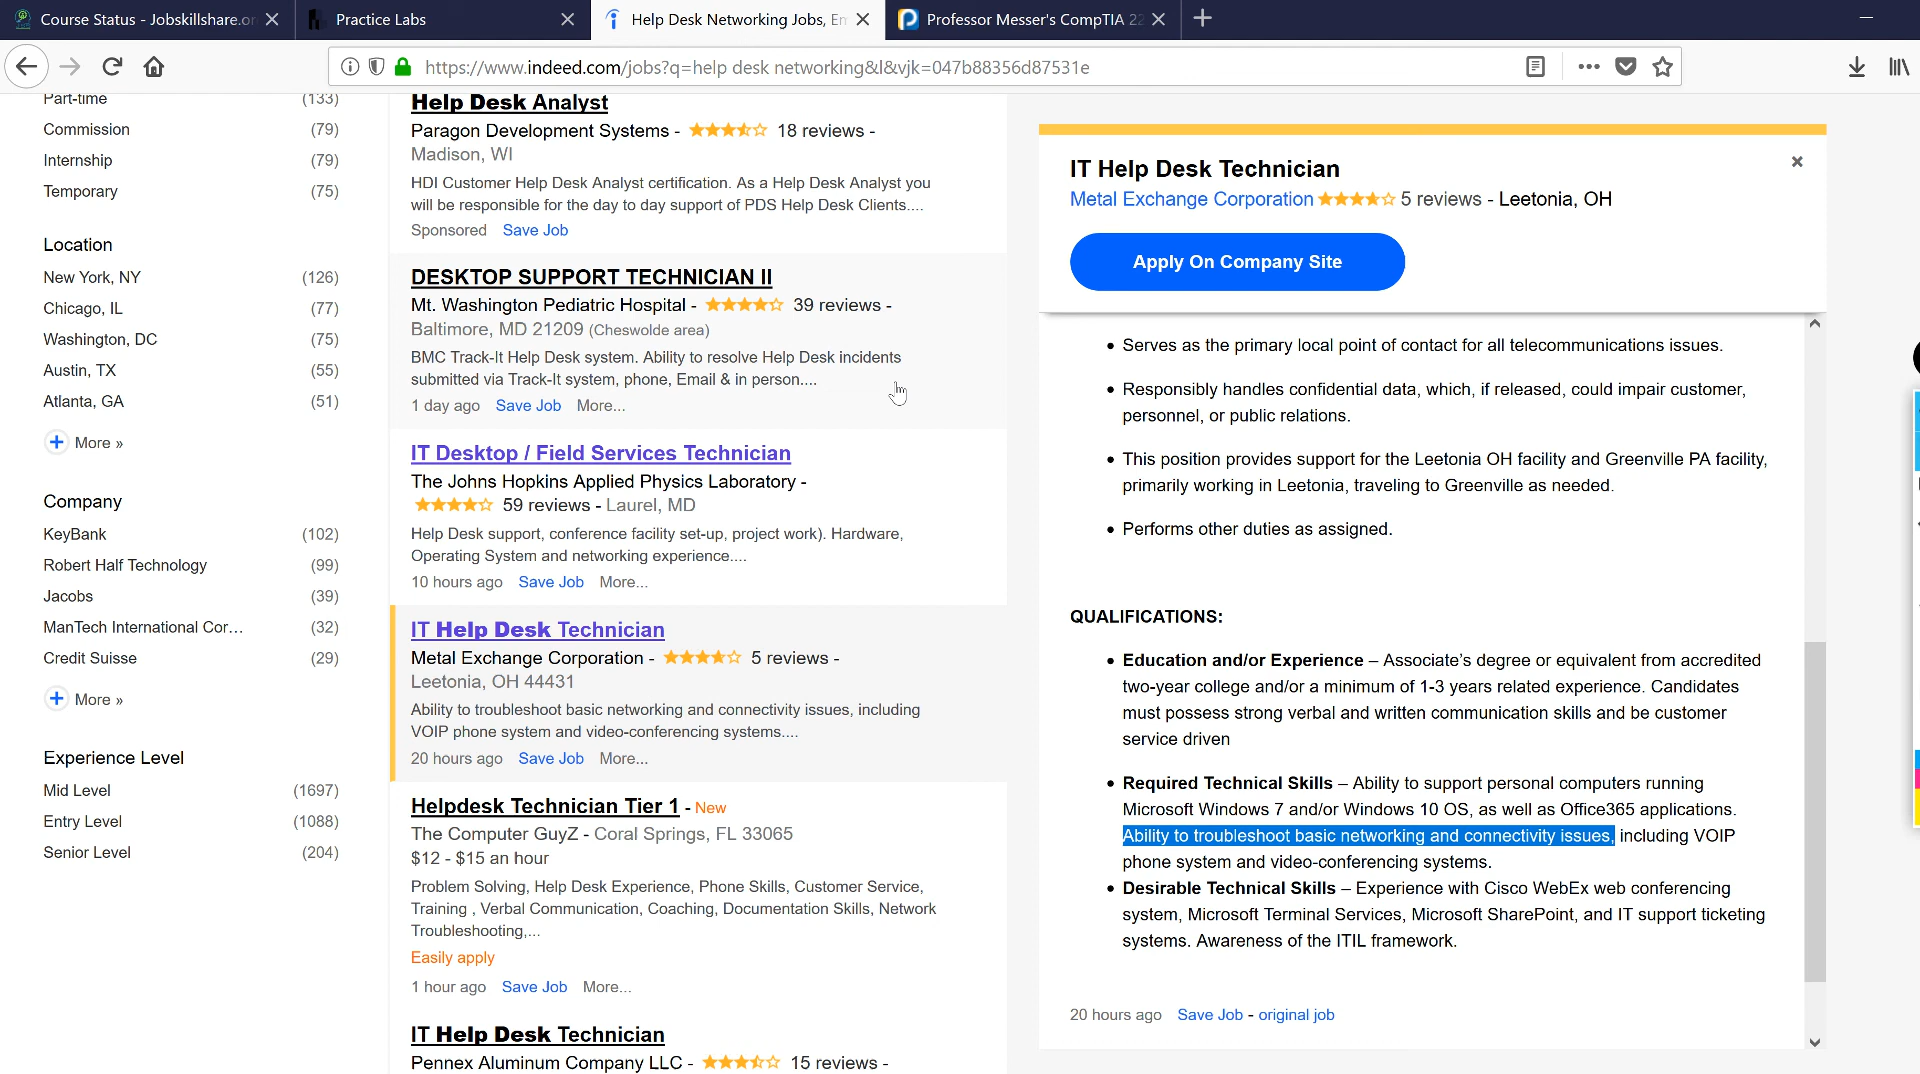 Course Status - Jobskillshare.or
Practice Labs
Help Desk Networking Jobs, Em
Professor Messer's CompTIA 22
https://www.indeed.com/jobs?q=help desk networking&l&vjk=047b88356d87531e
Part-time (133)
Commission (79)
Internship (79)
Temporary (75)
Location
New York, NY (126)
Chicago, IL (77)
Washington, DC (75)
Austin, TX (55)
Atlanta, GA (51)
+ More »
Company
KeyBank (102)
Robert Half Technology (99)
Jacobs (39)
ManTech International Cor... (32)
Credit Suisse (29)
+ More »
Experience Level
Mid Level (1697)
Entry Level (1088)
Senior Level (204)
Help Desk Analyst
Paragon Development Systems - 18 reviews -
Madison, WI
HDI Customer Help Desk Analyst certification. As a Help Desk Analyst you
will be responsible for the day to day support of PDS Help Desk Clients....
Sponsored Save Job
DESKTOP SUPPORT TECHNICIAN II
Mt. Washington Pediatric Hospital - 39 reviews -
Baltimore, MD 21209 (Cheswolde area)
BMC Track-It Help Desk system. Ability to resolve Help Desk incidents
submitted via Track-It system, phone, Email & in person....
1 day ago Save Job More...
IT Desktop / Field Services Technician
The Johns Hopkins Applied Physics Laboratory -
59 reviews - Laurel, MD
Help Desk support, conference facility set-up, project work). Hardware,
Operating System and networking experience....
10 hours ago Save Job More...
IT Help Desk Technician
Metal Exchange Corporation - 5 reviews -
Leetonia, OH 44431
Ability to troubleshoot basic networking and connectivity issues, including
VOIP phone system and video-conferencing systems....
20 hours ago Save Job More...
Helpdesk Technician Tier 1 - New
The Computer GuyZ - Coral Springs, FL 33065
$12 - $15 an hour
Problem Solving, Help Desk Experience, Phone Skills, Customer Service,
Training , Verbal Communication, Coaching, Documentation Skills, Network
Troubleshooting,...
Easily apply
1 hour ago Save Job More...
IT Help Desk Technician
Pennex Aluminum Company LLC - 15 reviews -
IT Help Desk Technician
Metal Exchange Corporation 5 reviews - Leetonia, OH
Apply On Company Site
• Serves as the primary local point of contact for all telecommunications issues.
• Responsibly handles confidential data, which, if released, could impair customer,
personnel, or public relations.
• This position provides support for the Leetonia OH facility and Greenville PA facility,
primarily working in Leetonia, traveling to Greenville as needed.
• Performs other duties as assigned.
QUALIFICATIONS:
• Education and/or Experience – Associate's degree or equivalent from accredited
two-year college and/or a minimum of 1-3 years related experience. Candidates
must possess strong verbal and written communication skills and be customer
service driven
• Required Technical Skills – Ability to support personal computers running
Microsoft Windows 7 and/or Windows 10 OS, as well as Office365 applications.
Ability to troubleshoot basic networking and connectivity issues, including VOIP
phone system and video-conferencing systems.
• Desirable Technical Skills – Experience with Cisco WebEx web conferencing
system, Microsoft Terminal Services, Microsoft SharePoint, and IT support ticketing
systems. Awareness of the ITIL framework.
20 hours ago Save Job - original job